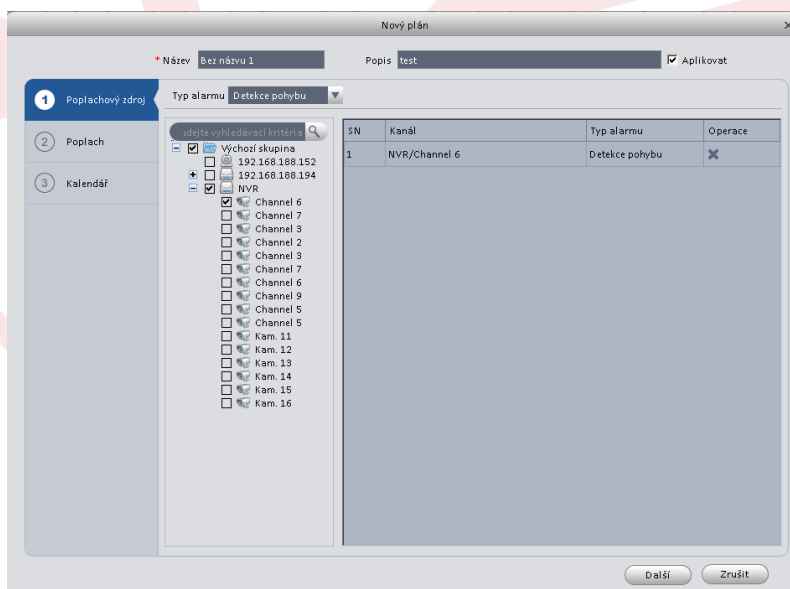 Nový plán
* Název Bez názvu 1 Popis test Aplikovat
1 Poplachový zdroj
2 Poplach
3 Kalendář
Typ alarmu Detekce pohybu
dejte vyhledávací kritéria
Výchozí skupina
192.168.188.152
192.168.188.194
NVR
Channel 6
Channel 7
Channel 3
Channel 2
Channel 3
Channel 7
Channel 6
Channel 9
Channel 5
Channel 5
Kam. 11
Kam. 12
Kam. 13
Kam. 14
Kam. 15
Kam. 16
SN Kanál Typ alarmu Operace
1 NVR/Channel 6 Detekce pohybu
Další Zrušit